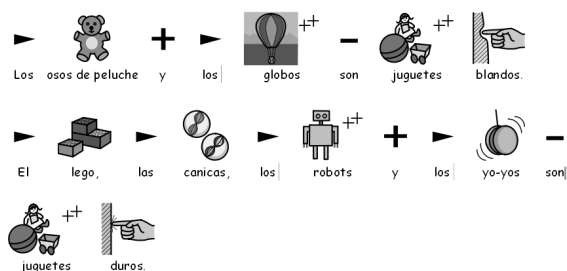 Los osos de peluche y los globos son juguetes blandos.
El lego, las canicas, los robots y los yo-yos son
juguetes duros.